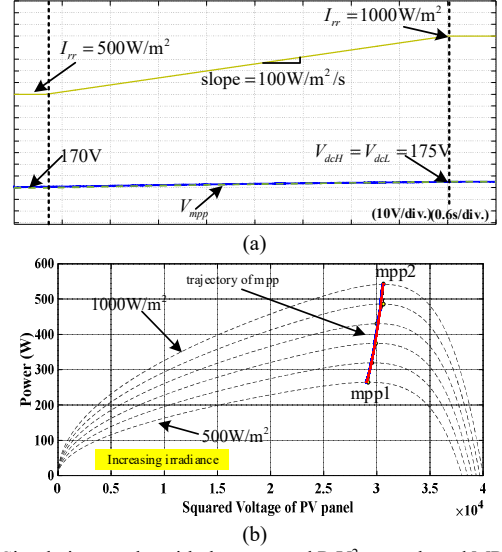 I_rr = 1000W/m²
I_rr = 500W/m²
slope = 100W/m²/s
170V
V_dcH = V_dcL = 175V
V_mpp
(10V/div.)(0.6s/div.)
(a)
600
500
400
300
200
100
0
Power (W)
trajectory of mpp
mpp2
1000W/m²
mpp1
500W/m²
Increasing irradiance
0 0.5 1 1.5 2 2.5 3 3.5 4
×10⁴
Squared Voltage of PV panel
(b)